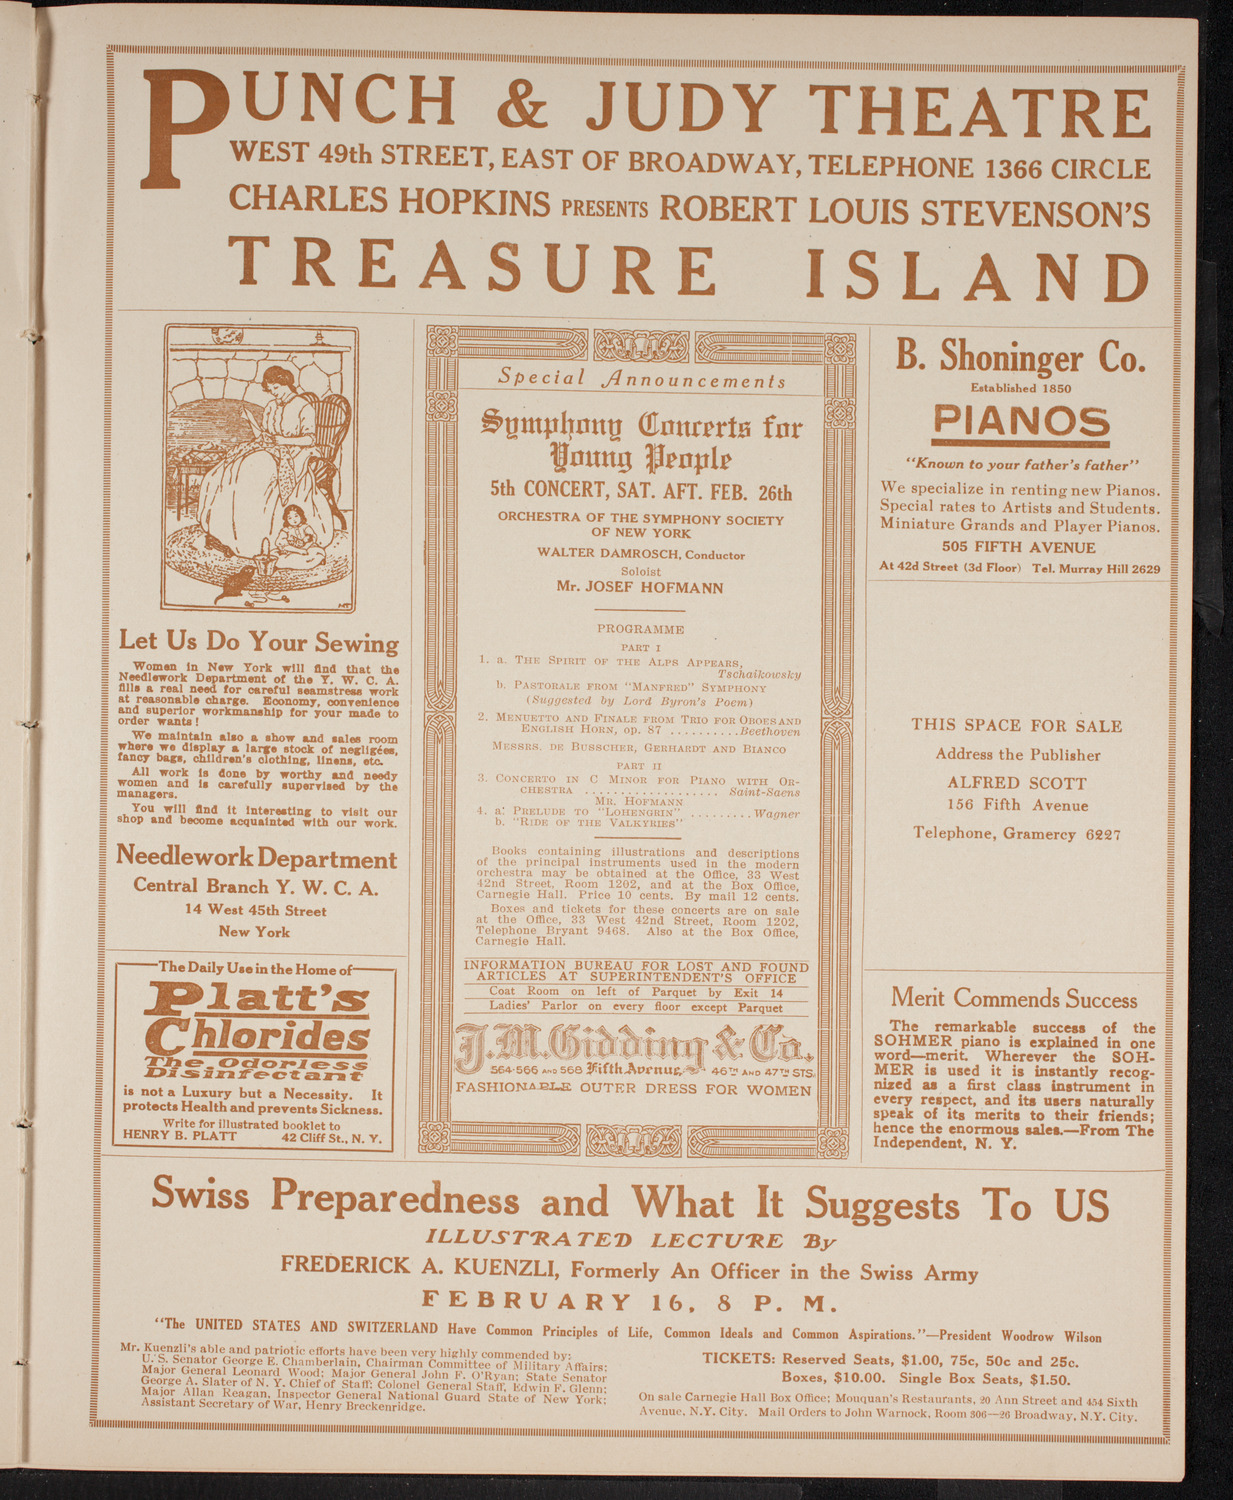 PUNCH & JUDY THEATRE
WEST 49th STREET, EAST OF BROADWAY, TELEPHONE 1366 CIRCLE
CHARLES HOPKINS PRESENTS ROBERT LOUIS STEVENSON'S
TREASURE ISLAND
Let Us Do Your Sewing
Women in New York will find that the
Needlework Department of the Y. W. C. A.
fills a real need for careful seamstress work
at reasonable charge. Economy, convenience
and superior workmanship for your made to
order wants!
We maintain also a show and sales room
where we display a large stock of negligées,
fancy bags, children's clothing, linens, etc.
All work is done by worthy and needy
women and is carefully supervised by the
managers.
You will find it interesting to visit our
shop and become acquainted with our work.
Needlework Department
Central Branch Y. W. C. A.
14 West 45th Street
New York
The Daily Use in the Home of
Platt's
Chlorides
The Odorless
Disinfectant
is not a Luxury but a Necessity. It
protects Health and prevents Sickness.
Write for illustrated booklet to
HENRY B. PLATT 42 Cliff St., N. Y.
Special Announcements
Symphony Concerts for
Young People
5th CONCERT, SAT. AFT. FEB. 26th
ORCHESTRA OF THE SYMPHONY SOCIETY
OF NEW YORK
WALTER DAMROSCH, Conductor
Soloist
Mr. JOSEF HOFMANN
PROGRAMME
PART I
1. a. THE SPIRIT OF THE ALPS APPEARS,
Tschaikowsky
b. PASTORALE FROM "MANFRED" SYMPHONY
(Suggested by Lord Byron's Poem)
2. MENUETTO AND FINALE FROM TRIO FOR OBOES AND
ENGLISH HORN, op. 87 ..........Beethoven
MESSRS. DE BUSSCHER, GERHARDT AND BIANCO
PART II
3. CONCERTO IN C MINOR FOR PIANO WITH OR-
CHESTRA .................. Saint-Saens
MR. HOFMANN
4. a. PRELUDE TO "LOHENGRIN" .........Wagner
b. "RIDE OF THE VALKYRIES"
Books containing illustrations and descriptions
of the principal instruments used in the modern
orchestra may be obtained at the Office, 33 West
42nd Street, Room 1202, and at the Box Office,
Carnegie Hall. Price 10 cents. By mail 12 cents.
Boxes and tickets for these concerts are on sale
at the Office, 33 West 42nd Street, Room 1202,
Telephone Bryant 9468. Also at the Box Office,
Carnegie Hall.
INFORMATION BUREAU FOR LOST AND FOUND
ARTICLES AT SUPERINTENDENT'S OFFICE
Coat Room on left of Parquet by Exit 14
Ladies' Parlor on every floor except Parquet
J. M. Gidding & Co.
564-566 AND 568 Fifth Avenue 46TH AND 47TH STS.
FASHIONABLE OUTER DRESS FOR WOMEN
B. Shoninger Co.
Established 1850
PIANOS
"Known to your father's father"
We specialize in renting new Pianos.
Special rates to Artists and Students.
Miniature Grands and Player Pianos.
505 FIFTH AVENUE
At 42d Street (3d Floor) Tel. Murray Hill 2629
THIS SPACE FOR SALE
Address the Publisher
ALFRED SCOTT
156 Fifth Avenue
Telephone, Gramercy 6227
Merit Commends Success
The remarkable success of the
SOHMER piano is explained in one
word—merit. Wherever the SOH-
MER is used it is instantly recog-
nized as a first class instrument in
every respect, and its users naturally
speak of its merits to their friends;
hence the enormous sales.—From The
Independent, N. Y.
Swiss Preparedness and What It Suggests To US
ILLUSTRATED LECTURE By
FREDERICK A. KUENZLI, Formerly An Officer in the Swiss Army
FEBRUARY 16, 8 P. M.
"The UNITED STATES AND SWITZERLAND Have Common Principles of Life, Common Ideals and Common Aspirations."—President Woodrow Wilson
Mr. Kuenzli's able and patriotic efforts have been very highly commended by:
U. S. Senator George E. Chamberlain, Chairman Committee of Military Affairs;
Major General Leonard Wood; Major General John F. O'Ryan; State Senator
George A. Slater of N. Y. Chief of Staff; Colonel General Staff, Edwin F. Glenn;
Major Allan Reagan, Inspector General National Guard State of New York;
Assistant Secretary of War, Henry Breckenridge.
TICKETS: Reserved Seats, $1.00, 75c, 50c and 25c.
Boxes, $10.00. Single Box Seats, $1.50.
On sale Carnegie Hall Box Office; Mouquan's Restaurants, 20 Ann Street and 454 Sixth
Avenue, N.Y. City. Mail Orders to John Warnock, Room 306—26 Broadway, N.Y. City.